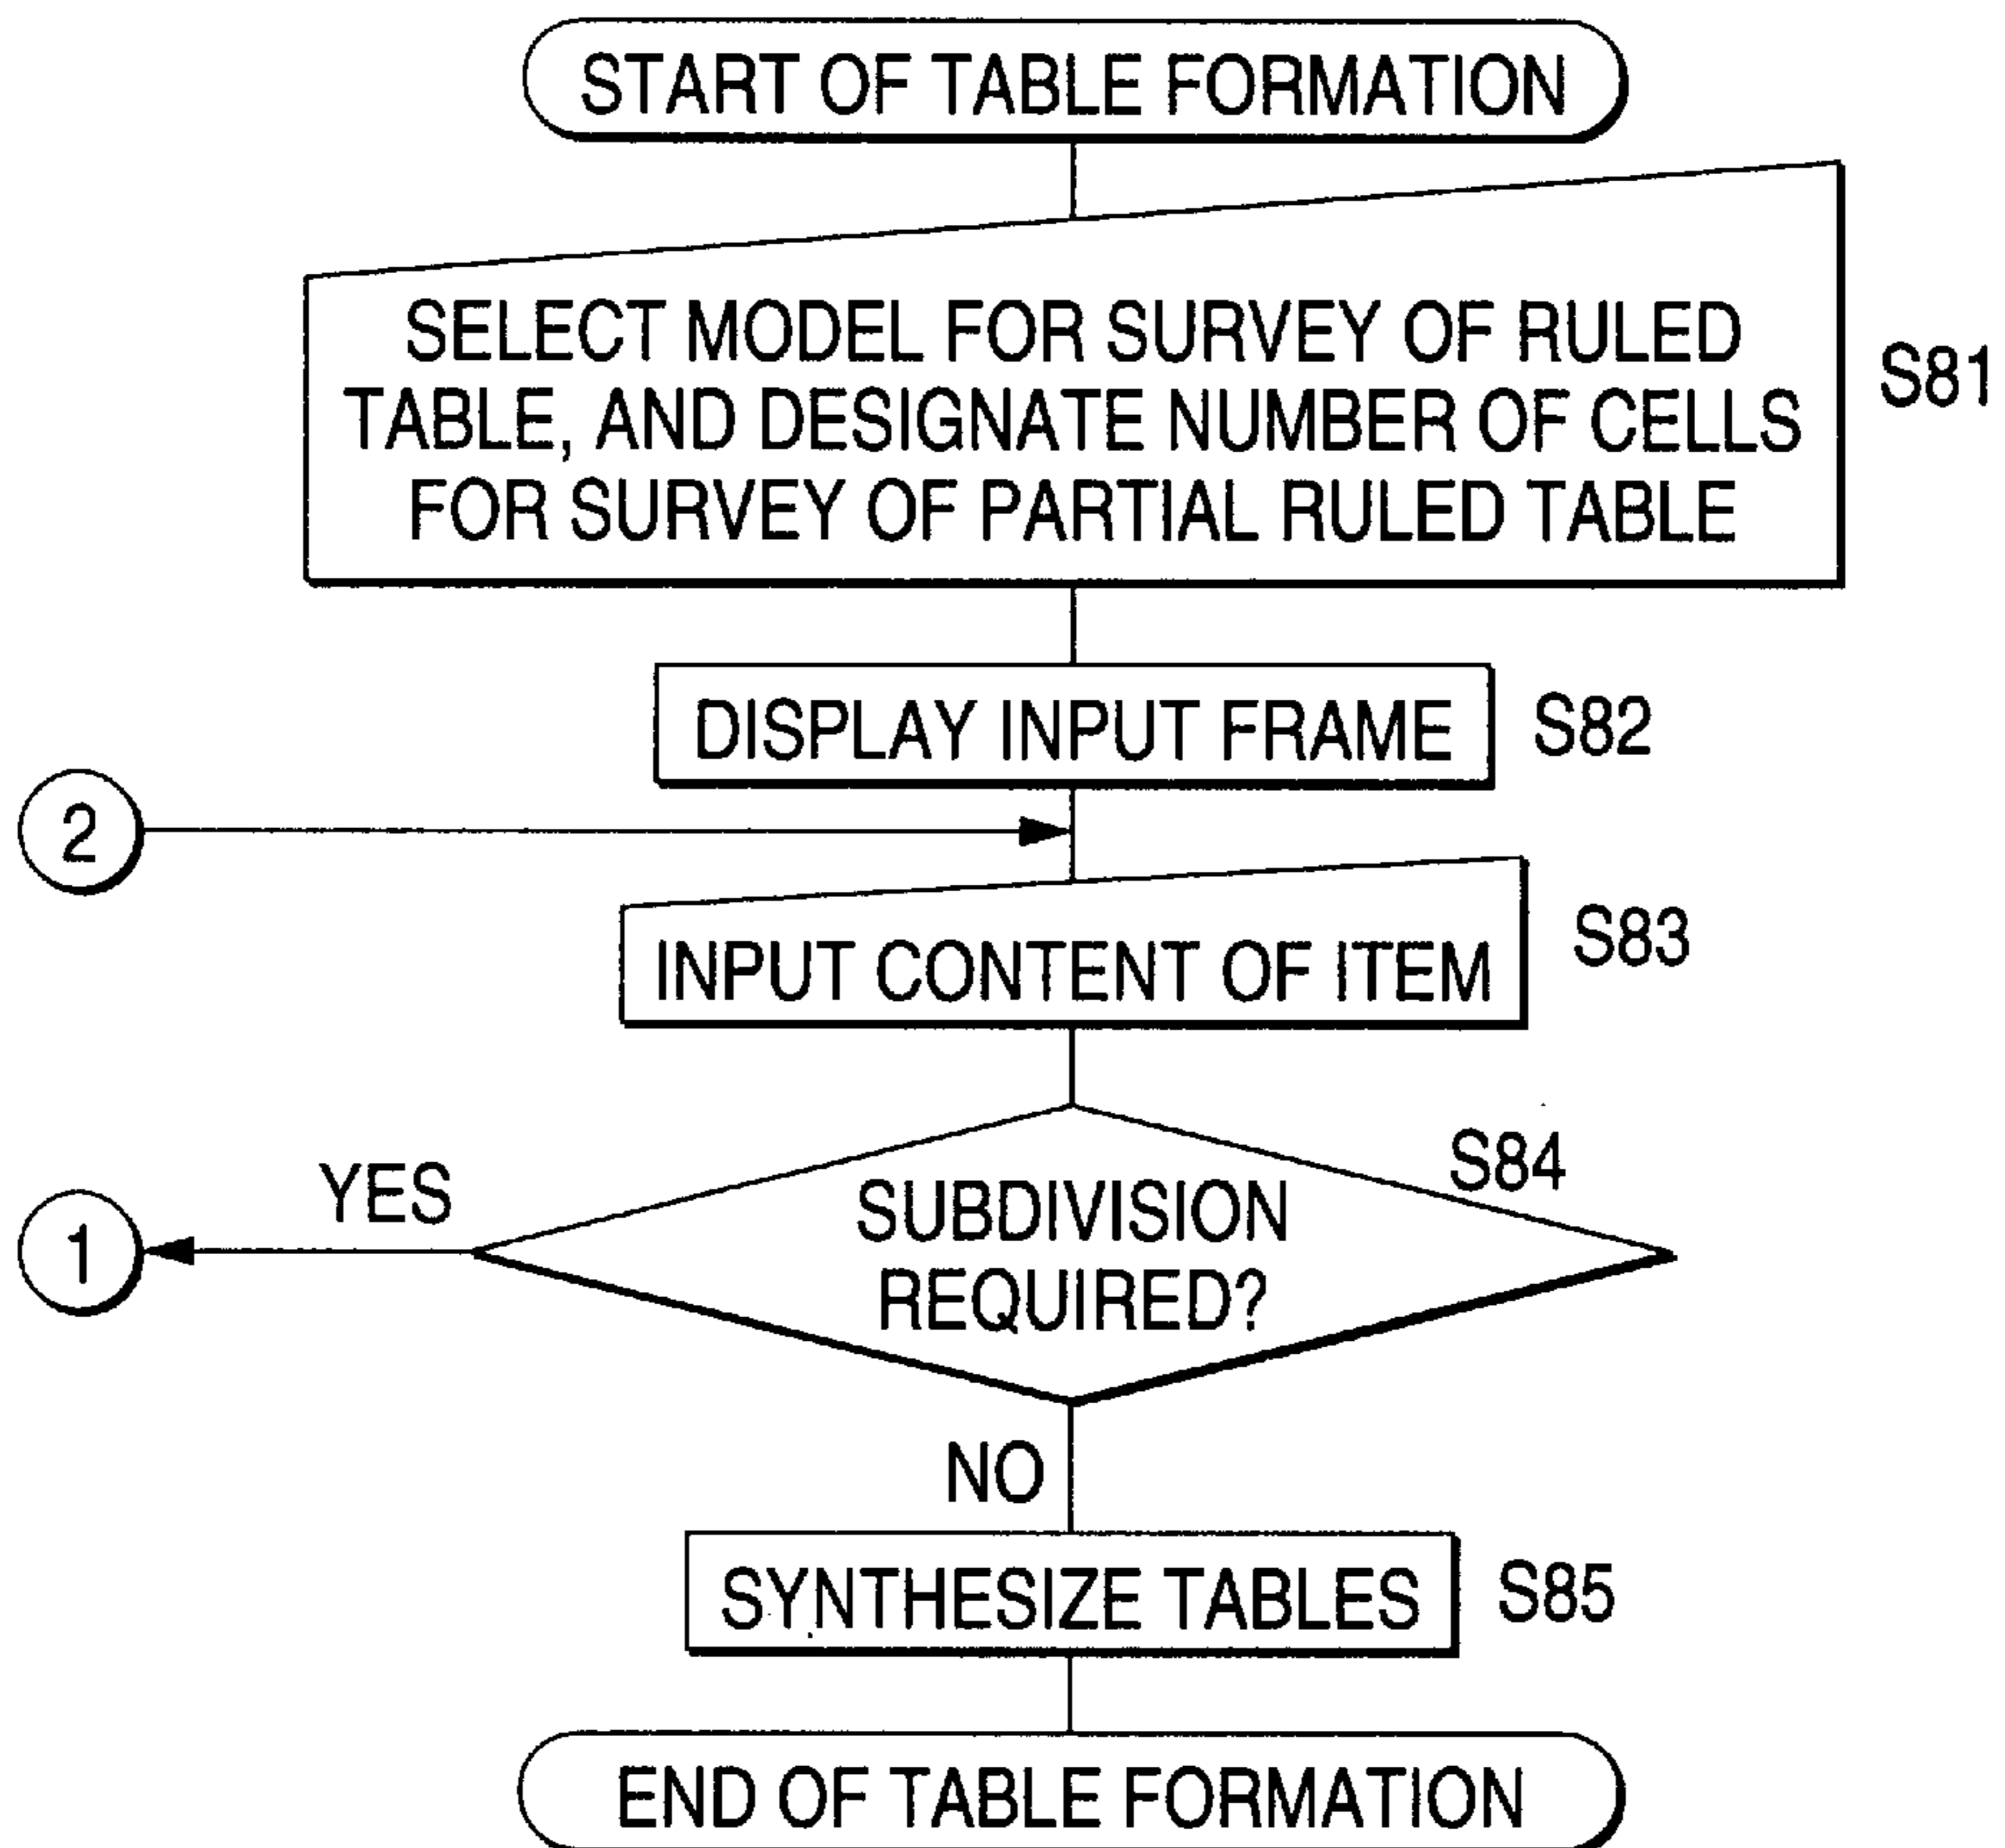 START OF TABLE FORMATION
SELECT MODEL FOR SURVEY OF RULED
TABLE, AND DESIGNATE NUMBER OF CELLS
FOR SURVEY OF PARTIAL RULED TABLE
S81
DISPLAY INPUT FRAME
S82
2
INPUT CONTENT OF ITEM
S83
S84
YES
1
SUBDIVISION
REQUIRED?
NO
SYNTHESIZE TABLES
S85
END OF TABLE FORMATION